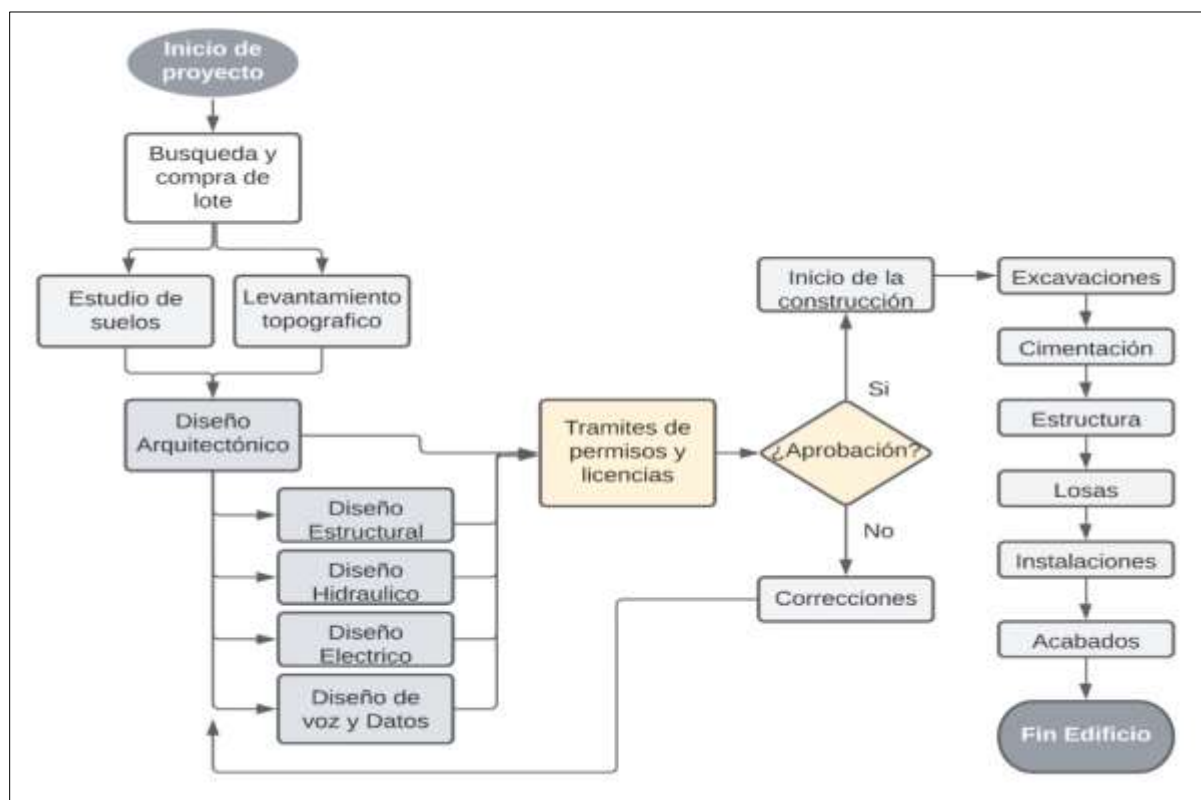 Inicio de
proyecto
Busqueda y
compra de
lote
Estudio de
suelos
Levantamiento
topografico
Diseño
Arquitectónico
Diseño
Estructural
Diseño
Hidraulico
Diseño
Electrico
Diseño de
voz y Datos
Tramites de
permisos y
licencias
¿Aprobación?
Si
No
Inicio de la
construcción
Correcciones
Excavaciones
Cimentación
Estructura
Losas
Instalaciones
Acabados
Fin Edificio